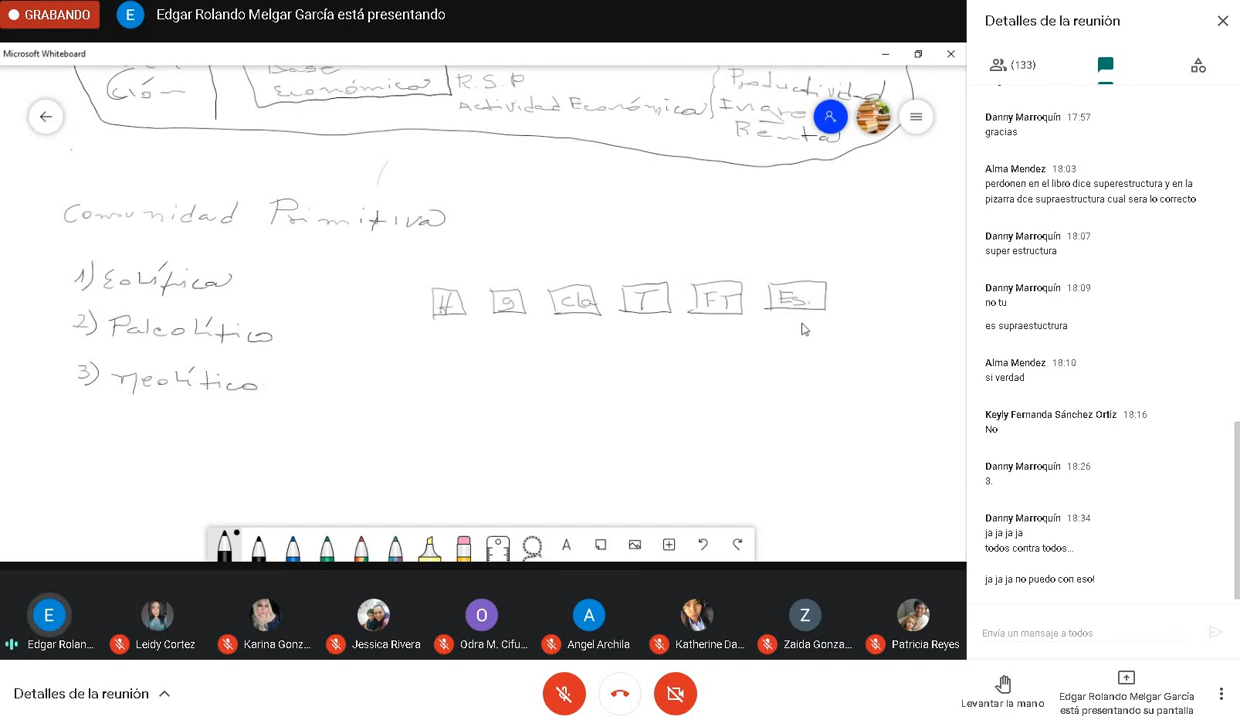 GRABANDO
E
Edgar Rolando Melgar García está presentando
Microsoft Whiteboard
ción
Base
Económica
R.S.P
Actividad Económica
Productividad
Ingre
Renta
Comunidad Primitiva
1) Eolífica
2) Paleolítico
3) Neolítico
H g Cla T FT Es.
E
Edgar Rolan...
Leidy Cortez
Karina Gonz...
Jessica Rivera
O
Odra M. Cifu...
A
Angel Archila
Katherine Da...
Z
Zaida Gonza...
Patricia Reyes
Detalles de la reunión
Levantar la mano
Edgar Rolando Melgar García
está presentando su pantalla
Detalles de la reunión
(133)
Danny Marroquín 17:57
gracias
Alma Mendez 18:03
perdonen en el libro dice superestructura y en la
pizarra dce supraestructura cual sera lo correcto
Danny Marroquín 18:07
super estructura
Danny Marroquín 18:09
no tu
es supraestuctrura
Alma Mendez 18:10
si verdad
Keyly Fernanda Sánchez Ortiz 18:16
No
Danny Marroquín 18:26
3.
Danny Marroquín 18:34
ja ja ja ja
todos contra todos...
ja ja ja no puedo con eso!
Envía un mensaje a todos